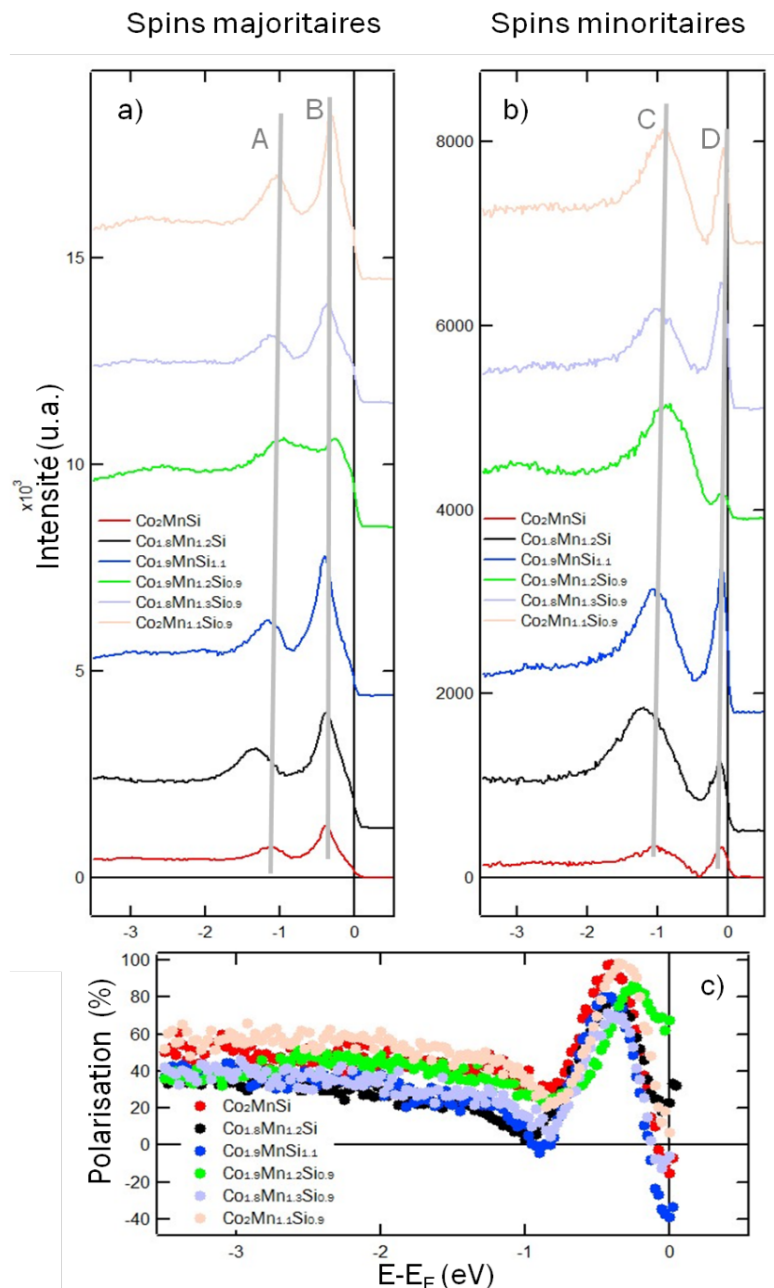 Spins majoritaires
Spins minoritaires
a)
A
B
15
10
5
0
x10³
Intensité (u.a.)
Co₂MnSi
Co₁.₈Mn₁.₂Si
Co₁.₉MnSi₁.₁
Co₁.₉Mn₁.₂Si₀.₉
Co₁.₈Mn₁.₃Si₀.₉
Co₂Mn₁.₁Si₀.₉
-3 -2 -1 0
b)
C
D
8000
6000
4000
2000
0
Co₂MnSi
Co₁.₈Mn₁.₂Si
Co₁.₉MnSi₁.₁
Co₁.₉Mn₁.₂Si₀.₉
Co₁.₈Mn₁.₃Si₀.₉
Co₂Mn₁.₁Si₀.₉
-3 -2 -1 0
c)
Polarisation (%)
100
80
60
40
20
0
-20
-40
Co₂MnSi
Co₁.₈Mn₁.₂Si
Co₁.₉MnSi₁.₁
Co₁.₉Mn₁.₂Si₀.₉
Co₁.₈Mn₁.₃Si₀.₉
Co₂Mn₁.₁Si₀.₉
-3 -2 -1 0
E-E_F (eV)